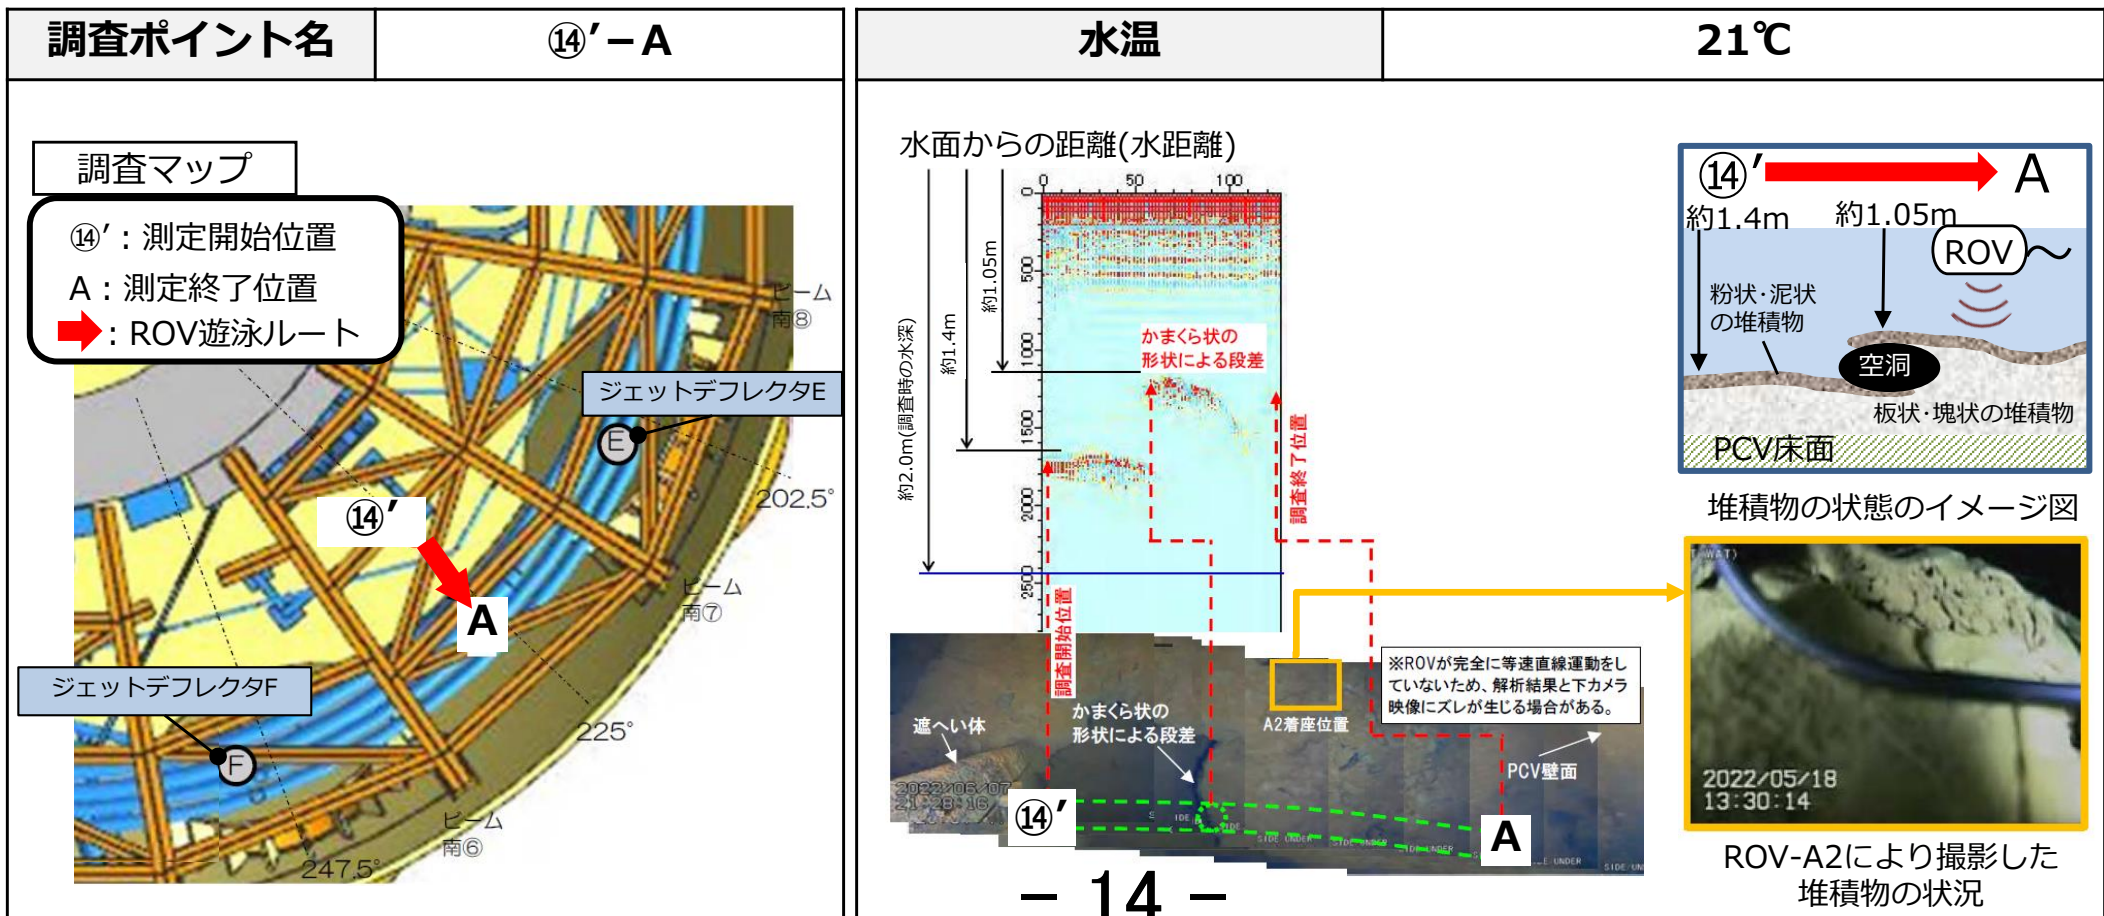 調査ポイント名
⑭′－A
水温
21℃
調査マップ
⑭′：測定開始位置
A：測定終了位置
：ROV遊泳ルート
ビーム
南⑧
ジェットデフレクタE
E
202.5°
⑭′
A
ビーム
南⑦
ジェットデフレクタF
F
225°
ビーム
南⑥
247.5°
水面からの距離(水距離)
0 50 100
0
500
1000
1500
2000
2500
約1.05m
約1.4m
約2.0m(調査時の水深)
かまくら状の
形状による段差
調査終了位置
調査開始位置
遮へい体
かまくら状の
形状による段差
A2着座位置
※ROVが完全に等速直線運動をし
ていないため、解析結果と下カメラ
映像にズレが生じる場合がある。
PCV壁面
2022/06/07
21:28:16
⑭′
A
SIDE
SIDE UNDER
SIDE UNDER
SIDE UNDER
⑭′
A
約1.4m
約1.05m
ROV
粉状･泥状
の堆積物
空洞
板状･塊状の堆積物
PCV床面
堆積物の状態のイメージ図
2022/05/18
13:30:14
ROV-A2により撮影した
堆積物の状況
－ 14 －